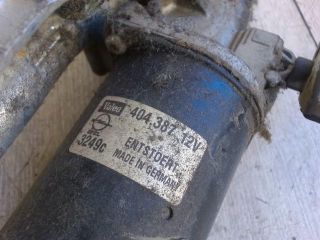 Valeo
404.387 12V
3249c
ENTSTOERT
MADE IN GERMANY